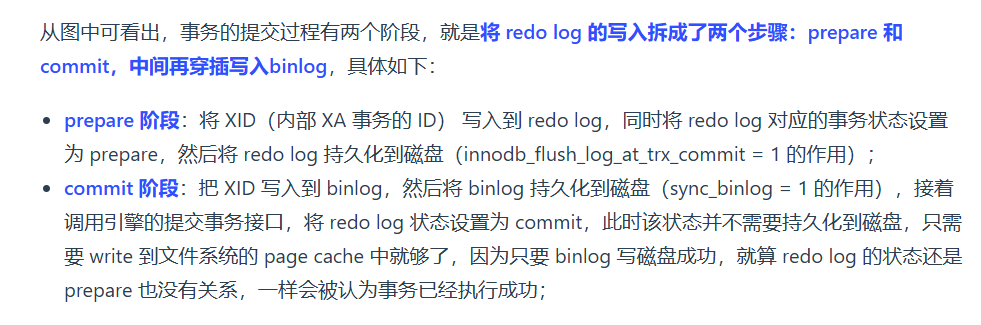 从图中可看出，事务的提交过程有两个阶段，就是将 redo log 的写入拆成了两个步骤：prepare 和
commit，中间再穿插写入binlog，具体如下：
• prepare 阶段：将 XID（内部 XA 事务的 ID） 写入到 redo log，同时将 redo log 对应的事务状态设置
为 prepare，然后将 redo log 持久化到磁盘（innodb_flush_log_at_trx_commit = 1 的作用）；
• commit 阶段：把 XID 写入到 binlog，然后将 binlog 持久化到磁盘（sync_binlog = 1 的作用），接着
调用引擎的提交事务接口，将 redo log 状态设置为 commit，此时该状态并不需要持久化到磁盘，只需
要 write 到文件系统的 page cache 中就够了，因为只要 binlog 写磁盘成功，就算 redo log 的状态还是
prepare 也没有关系，一样会被认为事务已经执行成功；